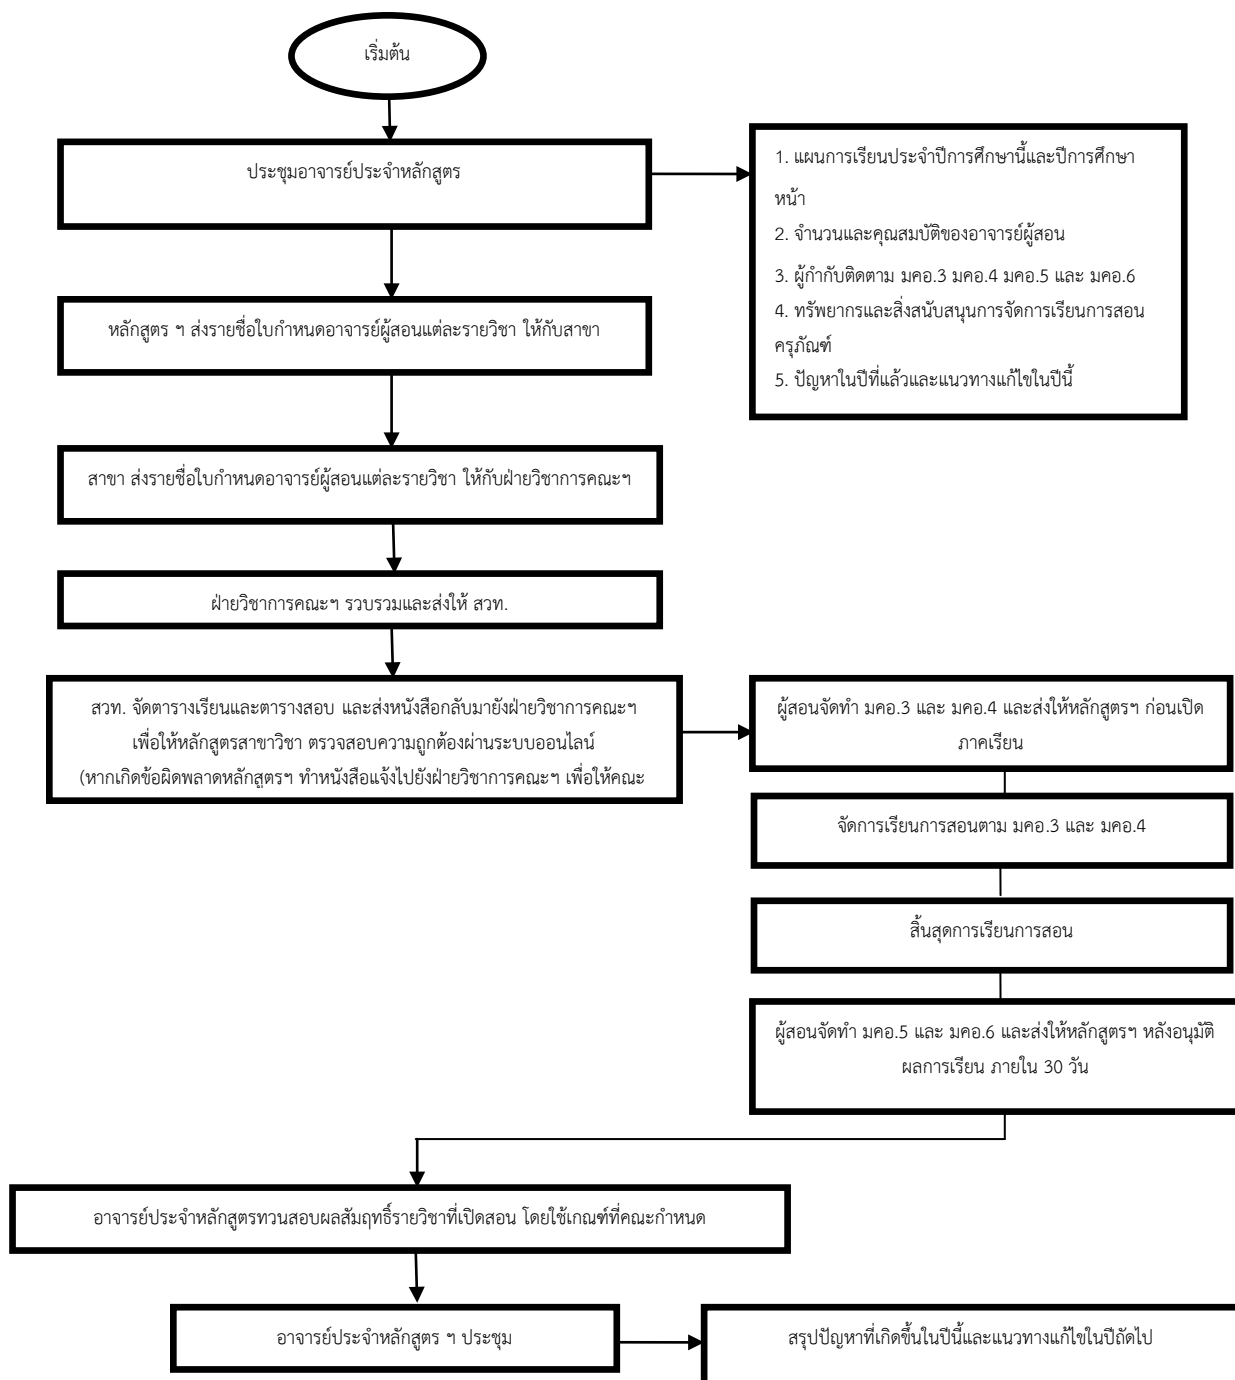 เริ่มต้น
ประชุมอาจารย์ประจำหลักสูตร
1. แผนการเรียนประจำปีการศึกษานี้และปีการศึกษา
หน้า
2. จำนวนและคุณสมบัติของอาจารย์ผู้สอน
3. ผู้กำกับติดตาม มคอ.3 มคอ.4 มคอ.5 และ มคอ.6
4. ทรัพยากรและสิ่งสนับสนุนการจัดการเรียนการสอน
ครุภัณฑ์
5. ปัญหาในปีที่แล้วและแนวทางแก้ไขในปีนี้
หลักสูตร ฯ ส่งรายชื่อใบกำหนดอาจารย์ผู้สอนแต่ละรายวิชา ให้กับสาขา
สาขา ส่งรายชื่อใบกำหนดอาจารย์ผู้สอนแต่ละรายวิชา ให้กับฝ่ายวิชาการคณะฯ
ฝ่ายวิชาการคณะฯ รวบรวมและส่งให้ สวท.
สวท. จัดตารางเรียนและตารางสอบ และส่งหนังสือกลับมายังฝ่ายวิชาการคณะฯ
เพื่อให้หลักสูตรสาขาวิชา ตรวจสอบความถูกต้องผ่านระบบออนไลน์
(หากเกิดข้อผิดพลาดหลักสูตรฯ ทำหนังสือแจ้งไปยังฝ่ายวิชาการคณะฯ เพื่อให้คณะ
ผู้สอนจัดทำ มคอ.3 และ มคอ.4 และส่งให้หลักสูตรฯ ก่อนเปิด
ภาคเรียน
จัดการเรียนการสอนตาม มคอ.3 และ มคอ.4
สิ้นสุดการเรียนการสอน
ผู้สอนจัดทำ มคอ.5 และ มคอ.6 และส่งให้หลักสูตรฯ หลังอนุมัติ
ผลการเรียน ภายใน 30 วัน
อาจารย์ประจำหลักสูตรทวนสอบผลสัมฤทธิ์รายวิชาที่เปิดสอน โดยใช้เกณฑ์ที่คณะกำหนด
อาจารย์ประจำหลักสูตร ฯ ประชุม
สรุปปัญหาที่เกิดขึ้นในปีนี้และแนวทางแก้ไขในปีถัดไป